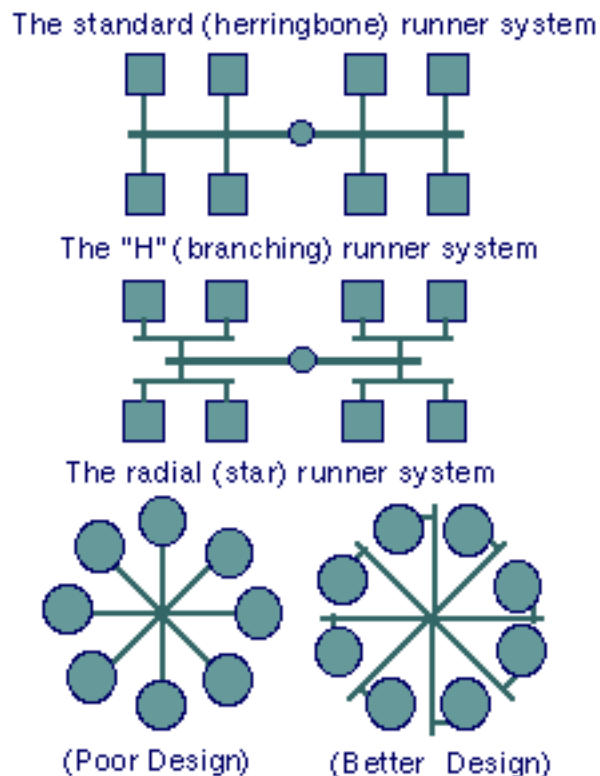 The standard (herringbone) runner system
The "H" (branching) runner system
The radial (star) runner system
(Poor Design)
(Better Design)